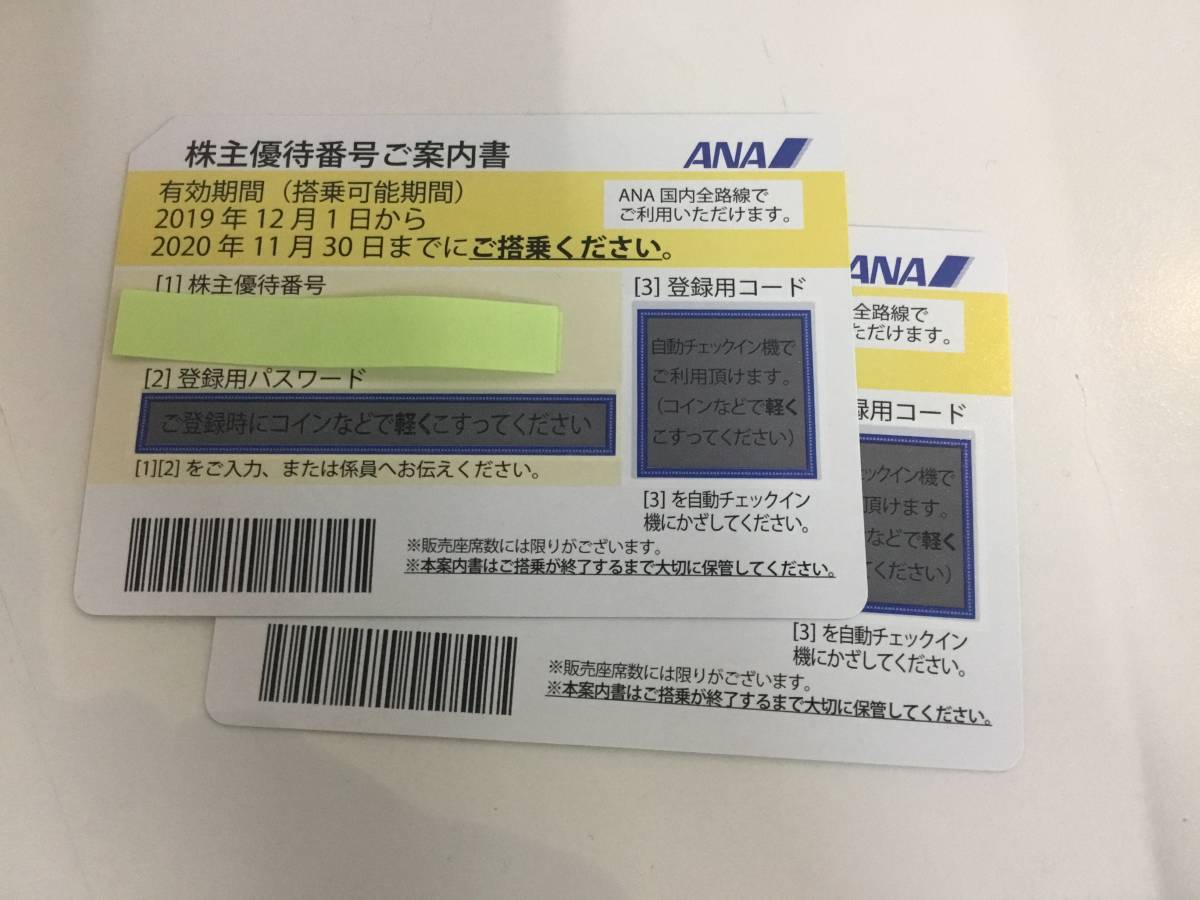 株主優待番号ご案内書
ANA
有効期間（搭乗可能期間）
2019 年 12 月 1 日から
2020 年 11 月 30 日までにご搭乗ください。
ANA 国内全路線で
ご利用いただけます。
[1] 株主優待番号
[2] 登録用パスワード
ご登録時にコインなどで軽くこすってください
[1][2] をご入力、または係員へお伝えください。
[3] 登録用コード
自動チェックイン機で
ご利用頂けます。
（コインなどで軽く
こすってください）
[3] を自動チェックイン
機にかざしてください。
※販売座席数には限りがございます。
※本案内書はご搭乗が終了するまで大切に保管してください。
ANA
全路線で
ただけます。
録用コード
ックイン機で
頂けます。
などで軽く
てください）
[3] を自動チェックイン
機にかざしてください。
※販売座席数には限りがございます。
※本案内書はご搭乗が終了するまで大切に保管してください。